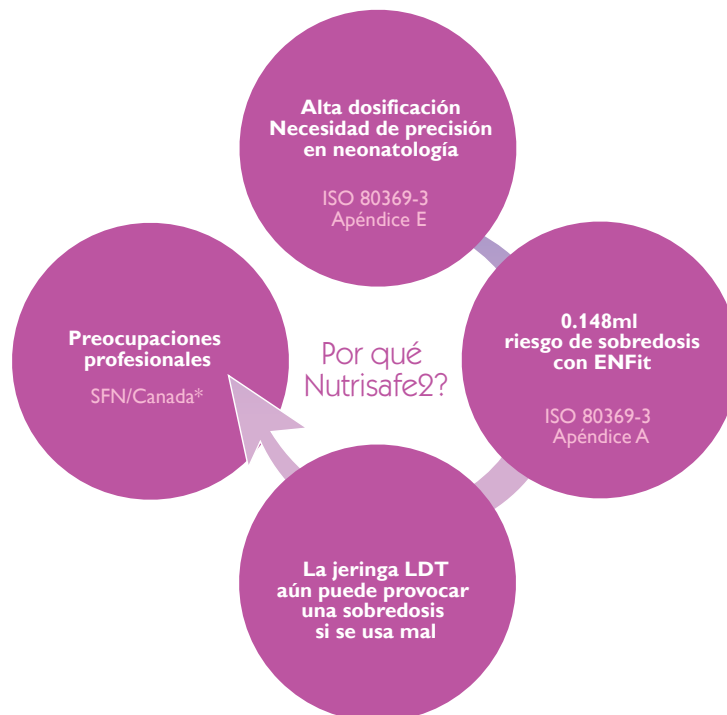 Alta dosificación
Necesidad de precisión
en neonatología
ISO 80369-3
Apéndice E
0.148ml
riesgo de sobredosis
con ENFit
ISO 80369-3
Apéndice A
La jeringa LDT
aún puede provocar
una sobredosis
si se usa mal
Preocupaciones
profesionales
SFN/Canada*
Por qué
Nutrisafe2?